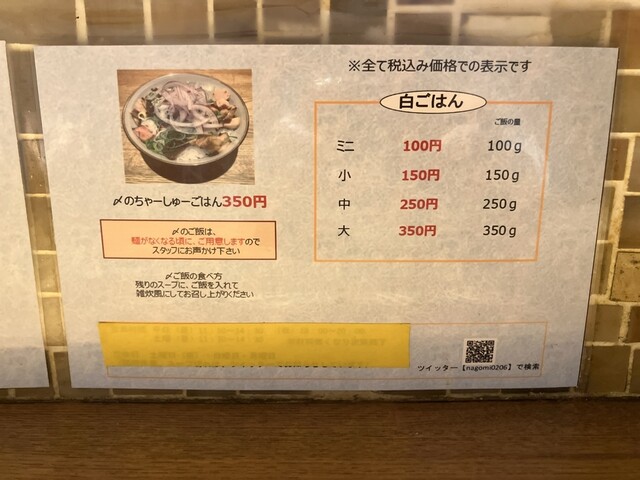 ※全て税込み価格での表示です
白ごはん
ご飯の量
ミニ 100円 100g
小 150円 150g
中 250円 250g
大 350円 350g
〆のちゃーしゅーごはん350円
〆のご飯は、
麺がなくなる頃に、ご用意しますので
スタッフにお声かけ下さい
〆ご飯の食べ方
残りのスープに、ご飯を入れて
雑炊風にしてお召し上がりください
ツイッター【nagomi0206】で検索